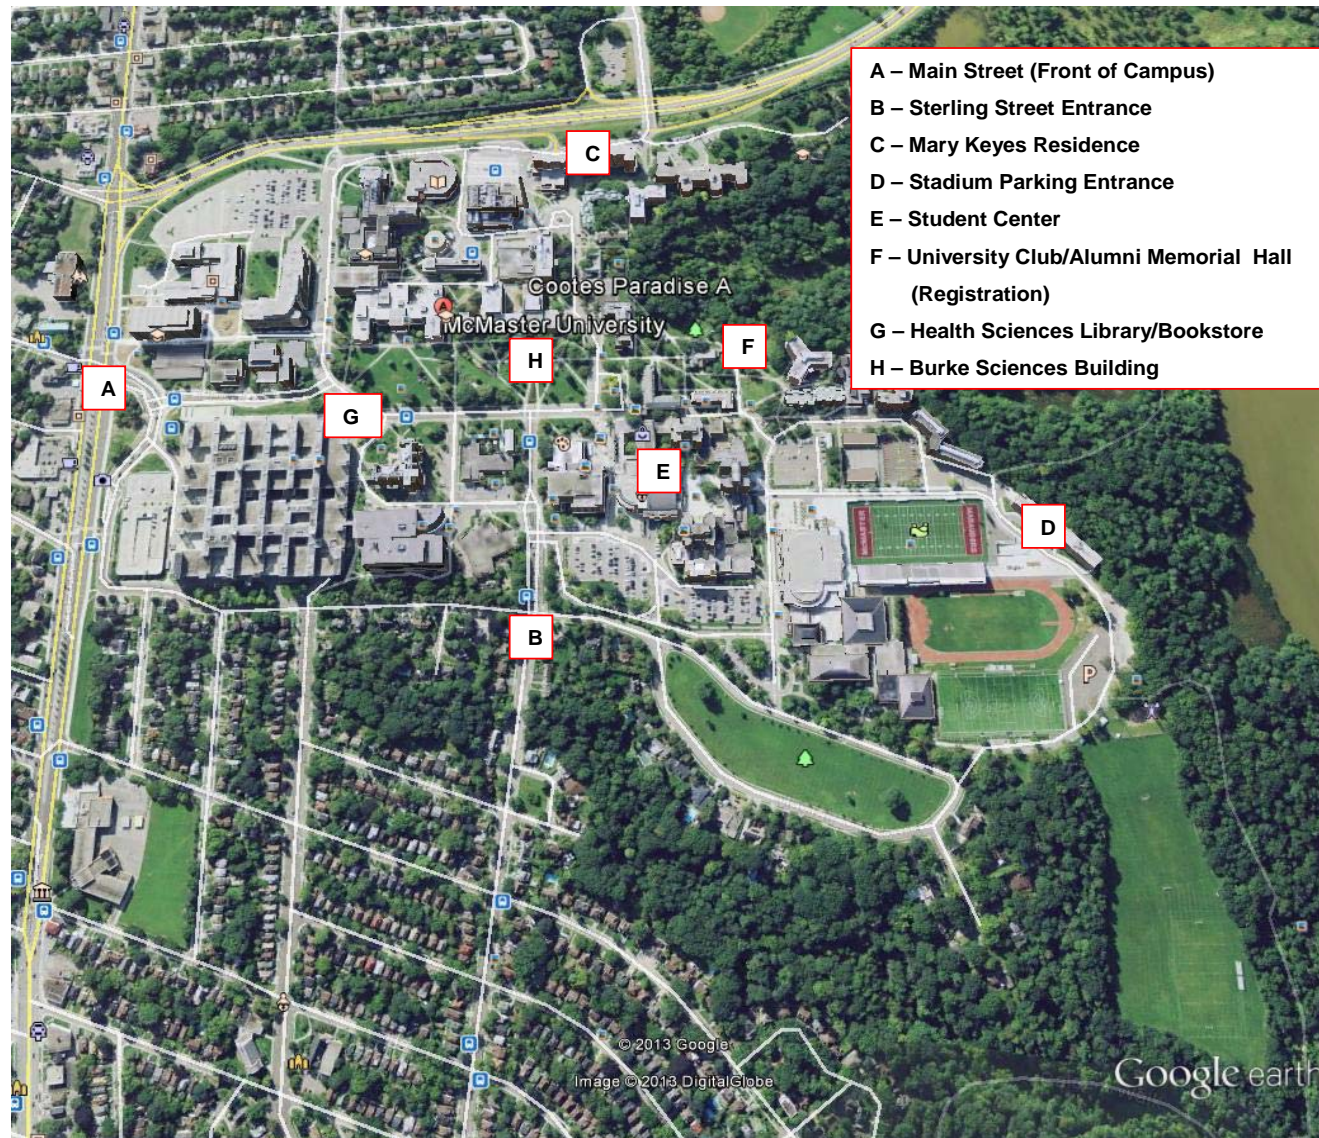 A – Main Street (Front of Campus)
B – Sterling Street Entrance
C – Mary Keyes Residence
D – Stadium Parking Entrance
E – Student Center
F – University Club/Alumni Memorial Hall
(Registration)
G – Health Sciences Library/Bookstore
H – Burke Sciences Building
C
Cootes Paradise A
A
McMaster University
H
F
A
G
E
McMASTER
D
B
P
© 2013 Google
Image © 2013 DigitalGlobe
Google earth